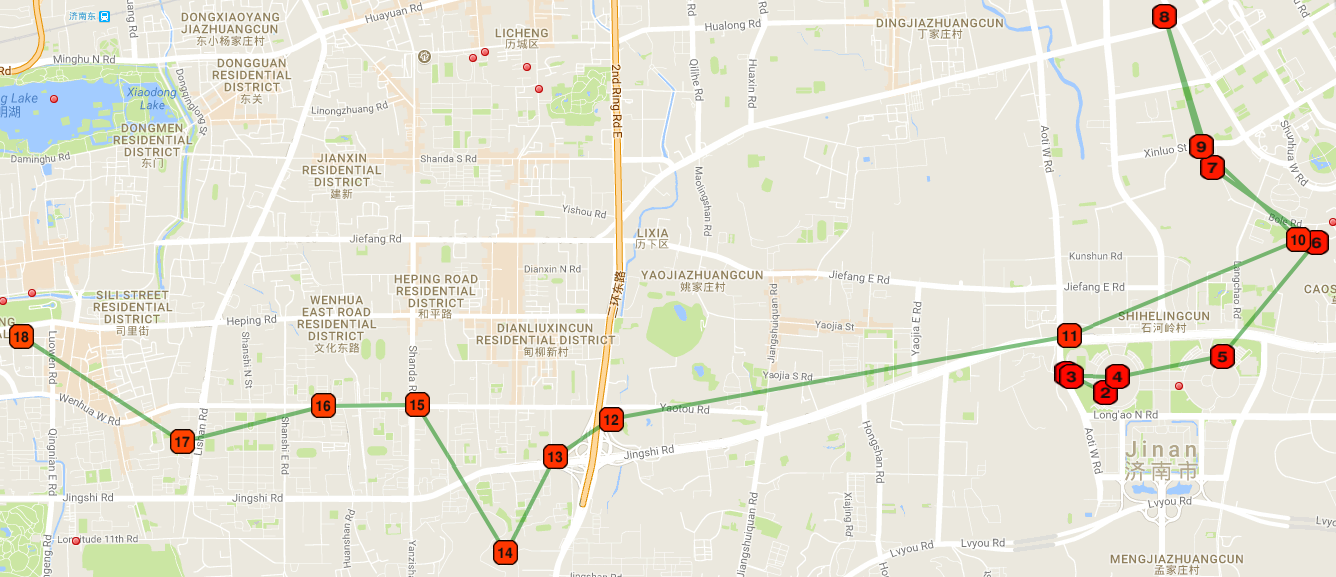 济南东
DONGXIAOYANG
JIAZHUANGCUN
东小杨家庄村
Huayuan Rd
LICHENG
历城区
Hualong Rd
DINGJIAZHUANGCUN
丁家庄村
8
Minghu N Rd
Rd
DONGGUAN
RESIDENTIAL
DISTRICT
东关
Xiaodong
Lake
ng Lake
明湖
Linongzhuang Rd
2nd Ring Rd E
Qilihe Rd
Huaxin Rd
DONGMEN
RESIDENTIAL
DISTRICT
东门
Daminghu Rd
JIANXIN
RESIDENTIAL
DISTRICT
建新
Shanda S Rd
Maolingshan Rd
Aoti W Rd
Xinluo St
9
7
Shunhua W Rd
Yishou Rd
LIXIA
历下区
Jiefang Rd
Bole Rd
10
6
Dianxin N Rd
YAOJIAZHUANGCUN
姚家庄村
Jiefang E Rd
Kunshun Rd
Jiefang E Rd
Langchao Rd
CAOS
二环东路
SILI STREET
RESIDENTIAL
DISTRICT
司里街
WENHUA
EAST ROAD
RESIDENTIAL
DISTRICT
文化东路
HEPING ROAD
RESIDENTIAL
DISTRICT
和平路
Heping Rd
DIANLIUXINCUN
RESIDENTIAL DISTRICT
甸柳新村
Yaojia St
Yaojia E Rd
SHIHELINGCUN
石河岭村
18
11
Luowen Rd
Shanshi N St
Shanda R
Yaojia S Rd
3
4
2
5
Wenhua W Rd
17
16
15
12
Yaotou Rd
Long'ao N Rd
Lishan Rd
Shanshi E Rd
13
Jingshi Rd
Hongshan Rd
Aoti W Rd
Jinan
济南市
Qingnian E Rd
Jingshi Rd
Jingshi Rd
Xiajing Rd
Lvyou Rd
Lvyou Rd
Lvyou Rd
14
MENGJIAZHUANGCUN
孟家庄村